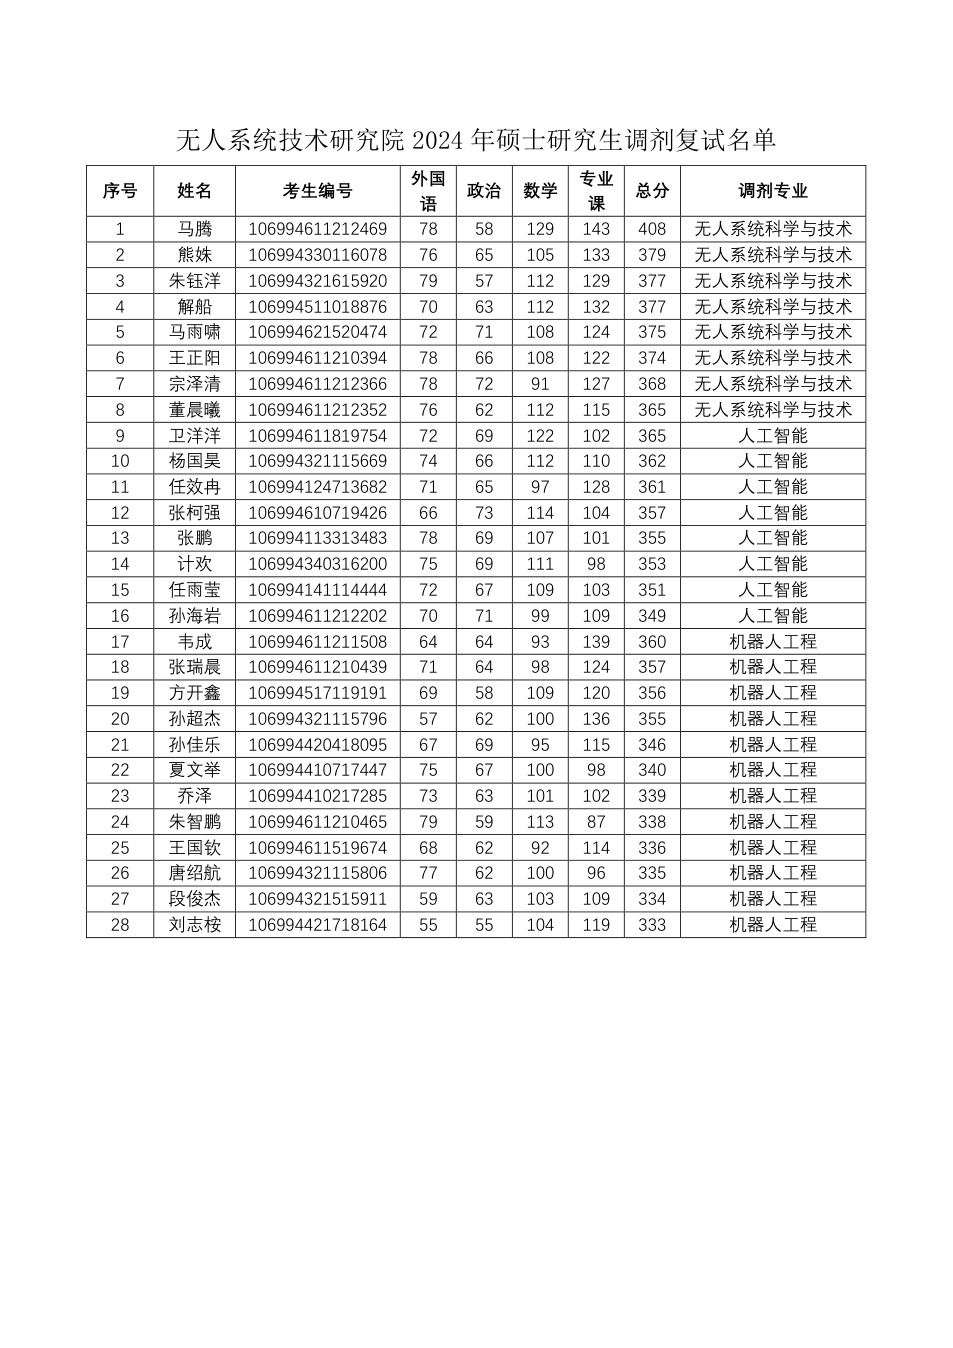 无人系统技术研究院 2024 年硕士研究生调剂复试名单
序号 姓名 考生编号 外国语 政治 数学 专业课 总分 调剂专业
1 马腾 106994611212469 78 58 129 143 408 无人系统科学与技术
2 熊姝 106994330116078 76 65 105 133 379 无人系统科学与技术
3 朱钰洋 106994321615920 79 57 112 129 377 无人系统科学与技术
4 解船 106994511018876 70 63 112 132 377 无人系统科学与技术
5 马雨啸 106994621520474 72 71 108 124 375 无人系统科学与技术
6 王正阳 106994611210394 78 66 108 122 374 无人系统科学与技术
7 宗泽清 106994611212366 78 72 91 127 368 无人系统科学与技术
8 董晨曦 106994611212352 76 62 112 115 365 无人系统科学与技术
9 卫洋洋 106994611819754 72 69 122 102 365 人工智能
10 杨国昊 106994321115669 74 66 112 110 362 人工智能
11 任效冉 106994124713682 71 65 97 128 361 人工智能
12 张柯强 106994610719426 66 73 114 104 357 人工智能
13 张鹏 106994113313483 78 69 107 101 355 人工智能
14 计欢 106994340316200 75 69 111 98 353 人工智能
15 任雨莹 106994141114444 72 67 109 103 351 人工智能
16 孙海岩 106994611212202 70 71 99 109 349 人工智能
17 韦成 106994611211508 64 64 93 139 360 机器人工程
18 张瑞晨 106994611210439 71 64 98 124 357 机器人工程
19 方开鑫 106994517119191 69 58 109 120 356 机器人工程
20 孙超杰 106994321115796 57 62 100 136 355 机器人工程
21 孙佳乐 106994420418095 67 69 95 115 346 机器人工程
22 夏文举 106994410717447 75 67 100 98 340 机器人工程
23 乔泽 106994410217285 73 63 101 102 339 机器人工程
24 朱智鹏 106994611210465 79 59 113 87 338 机器人工程
25 王国钦 106994611519674 68 62 92 114 336 机器人工程
26 唐绍航 106994321115806 77 62 100 96 335 机器人工程
27 段俊杰 106994321515911 59 63 103 109 334 机器人工程
28 刘志桉 106994421718164 55 55 104 119 333 机器人工程